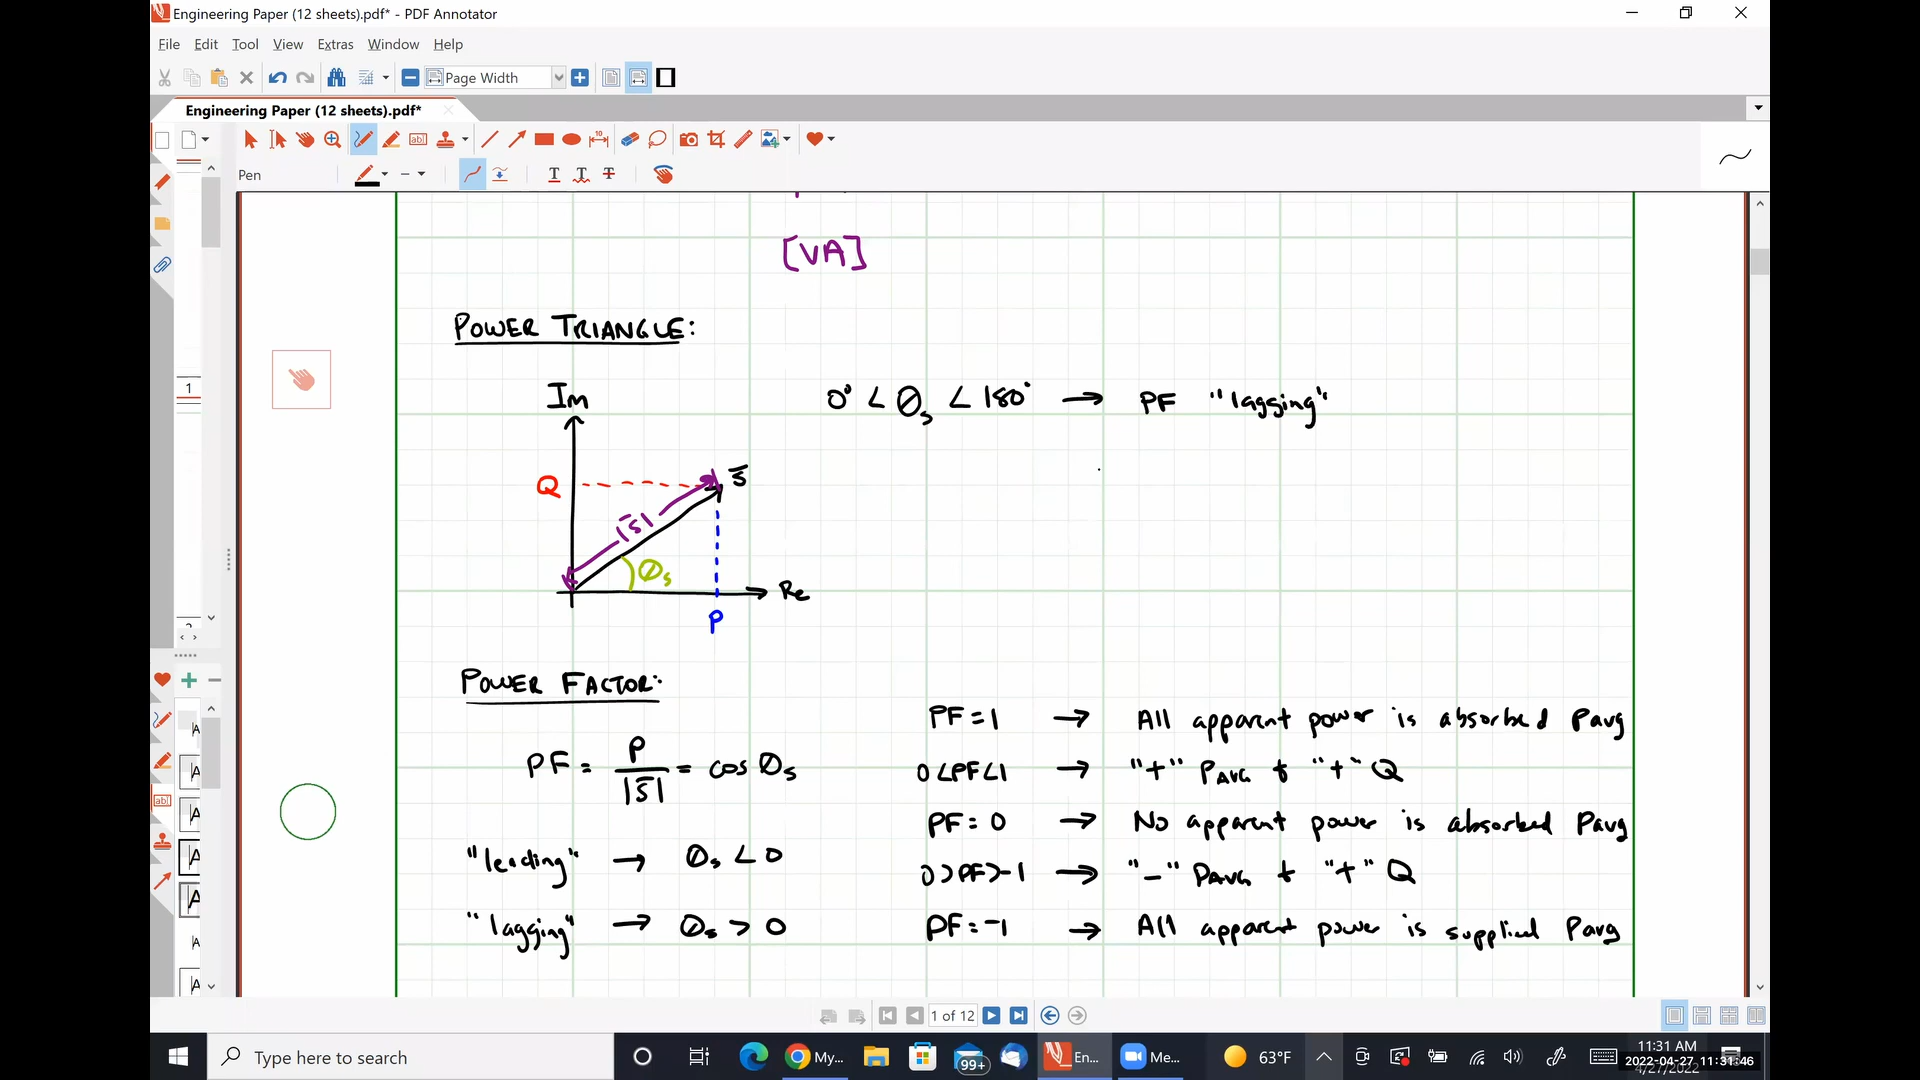 Engineering Paper (12 sheets).pdf* - PDF Annotator
File Edit Tool View Extras Window Help
Page Width
Engineering Paper (12 sheets).pdf*
Pen
[VA]
POWER TRIANGLE:
Im
0° < θs < 180° → PF "lagging"
Q
S̅
|S̅|
θs
Re
P
POWER FACTOR:
PF = P / |S̅| = cos θs
"leading" → θs < 0
"lagging" → θs > 0
PF = 1 → All apparent power is absorbed Pavg
0 < PF < 1 → "+" PAVG + "+" Q
PF = 0 → No apparent power is absorbed Pavg
0 > PF > -1 → "-" PAVG + "+" Q
PF = -1 → All apparent power is supplied Pavg
1
1 of 12
Type here to search
My...
99+
En...
Me...
63°F
11:31 AM
2022-04-27, 11:31:46